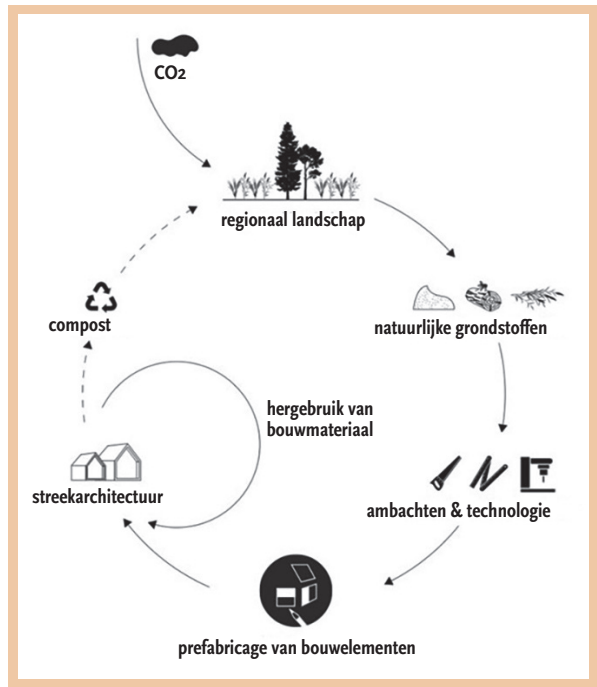 CO2
regionaal landschap
natuurlijke grondstoffen
ambachten & technologie
prefabricage van bouwelementen
streekarchitectuur
hergebruik van
bouwmateriaal
compost